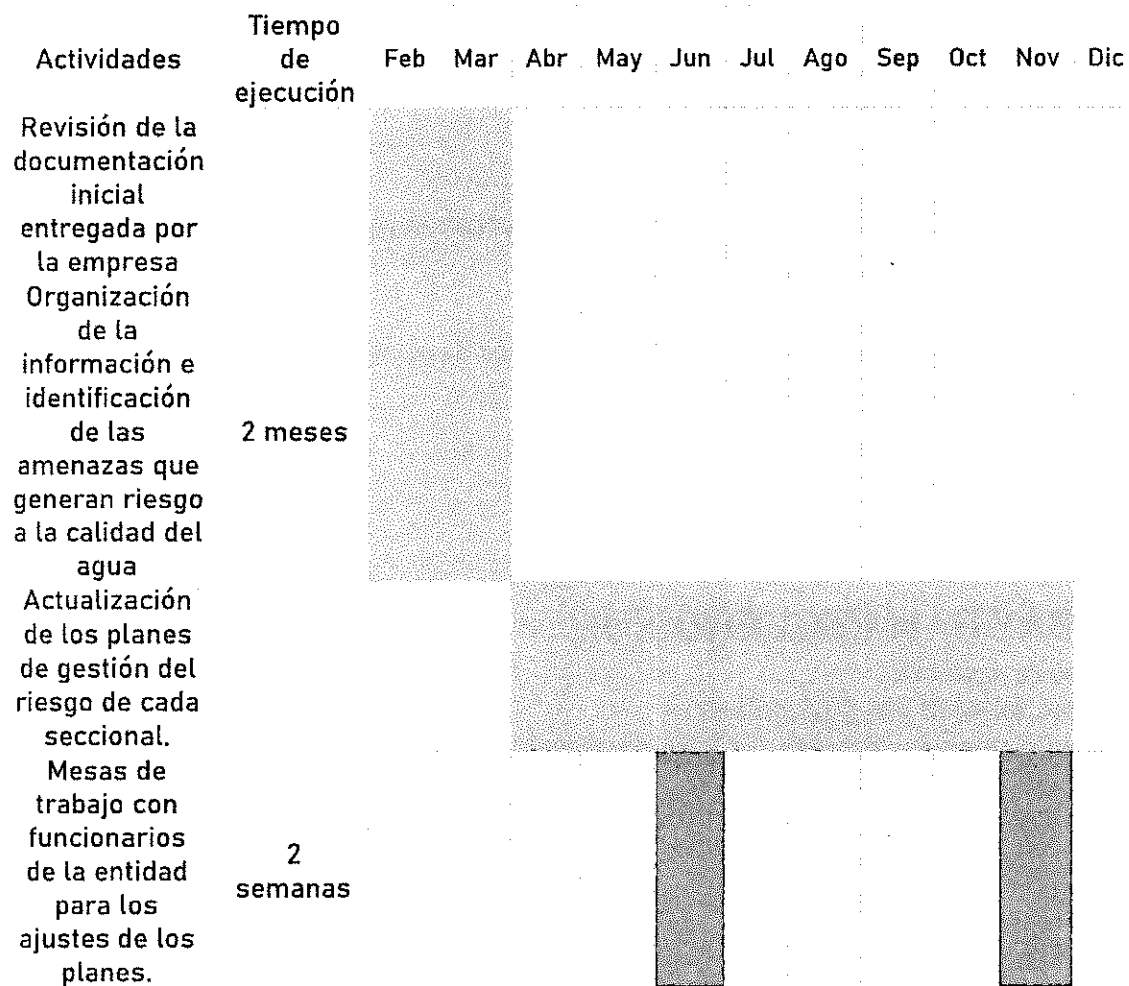 Actividades
Tiempo
de
ejecución
Feb Mar Abr May Jun Jul Ago Sep Oct Nov Dic
Revisión de la
documentación
inicial
entregada por
la empresa
Organización
de la
información e
identificación
de las
amenazas que
generan riesgo
a la calidad del
agua
2 meses
Actualización
de los planes
de gestión del
riesgo de cada
seccional.
Mesas de
trabajo con
funcionarios
de la entidad
para los
ajustes de los
planes.
2
semanas